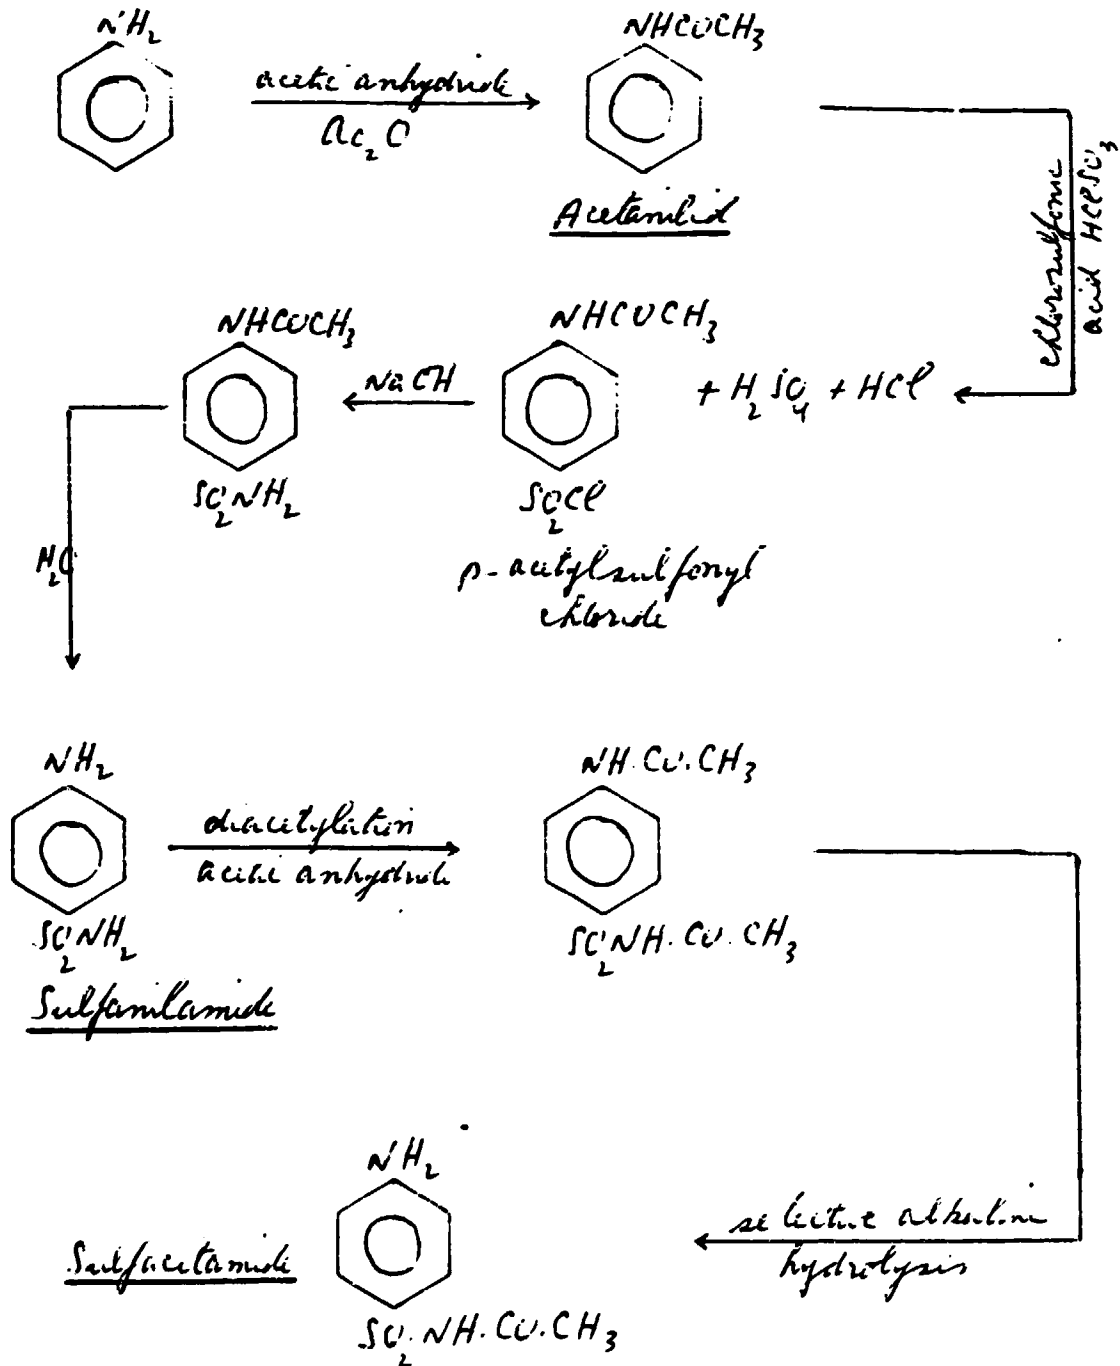 NH2
acetic anhydride
Ac2O
NHCOCH3
Acetanilid
chlorosulfonic
acid HClSO3
NHCOCH3
SO2Cl
+ H2SO4 + HCl
p-acetylsulfonyl
chloride
NaOH
NHCOCH3
SO2NH2
H2O
NH2
SO2NH2
Sulfanilamide
diacetylation
acetic anhydride
NH.CO.CH3
SO2NH.CO.CH3
selective alkaline
hydrolysis
NH2
Sulfacetamide
SO2.NH.CO.CH3